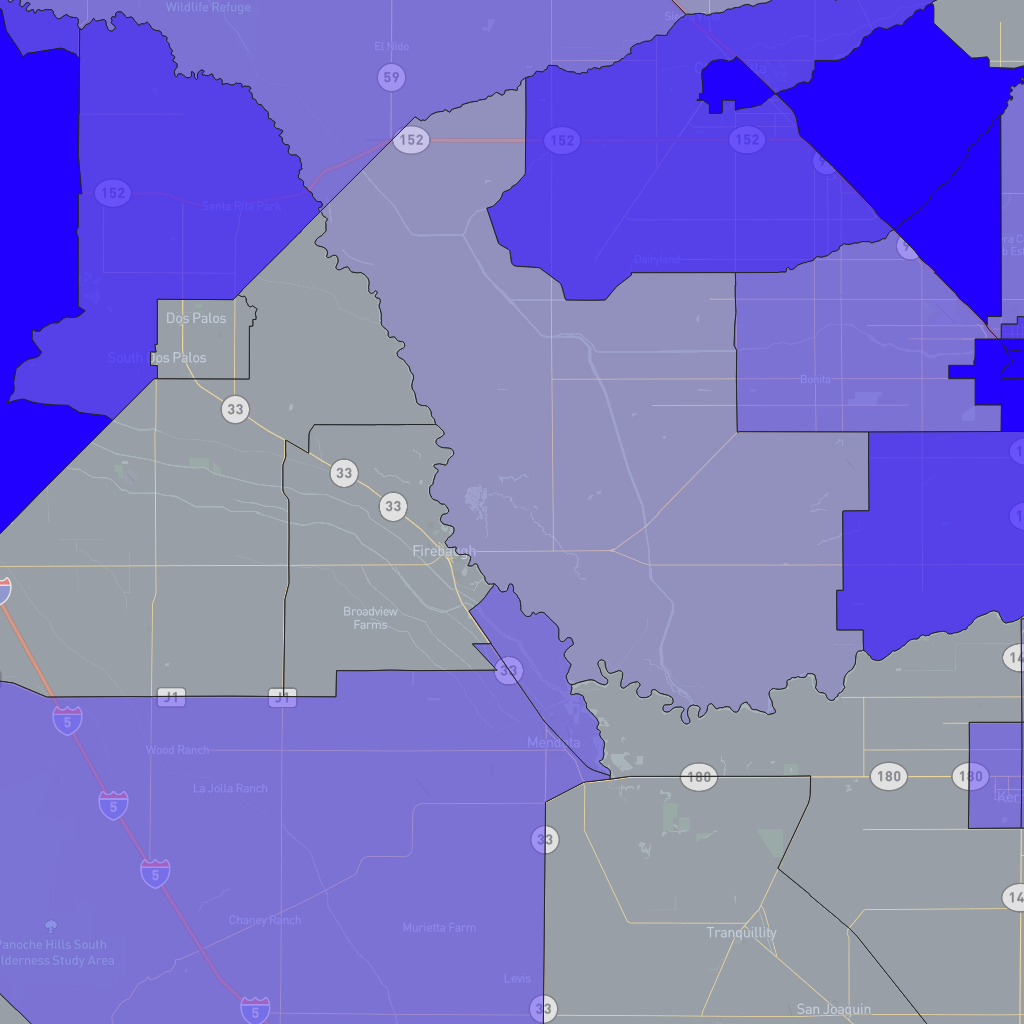 Wildlife Refuge
El Nido
59
152
152
152
152
Santa Rita Park
Dairyland
Dos Palos
South Dos Palos
Bonita
33
33
33
Firebaugh
Broadview
Farms
33
J1
J1
5
Mendota
Wood Ranch
180
180
180
La Jolla Ranch
5
Ker
33
5
14
Chaney Ranch
Murietta Farm
Tranquillity
Panoche Hills South
lderness Study Area
Levis
33
5
San Joaquin